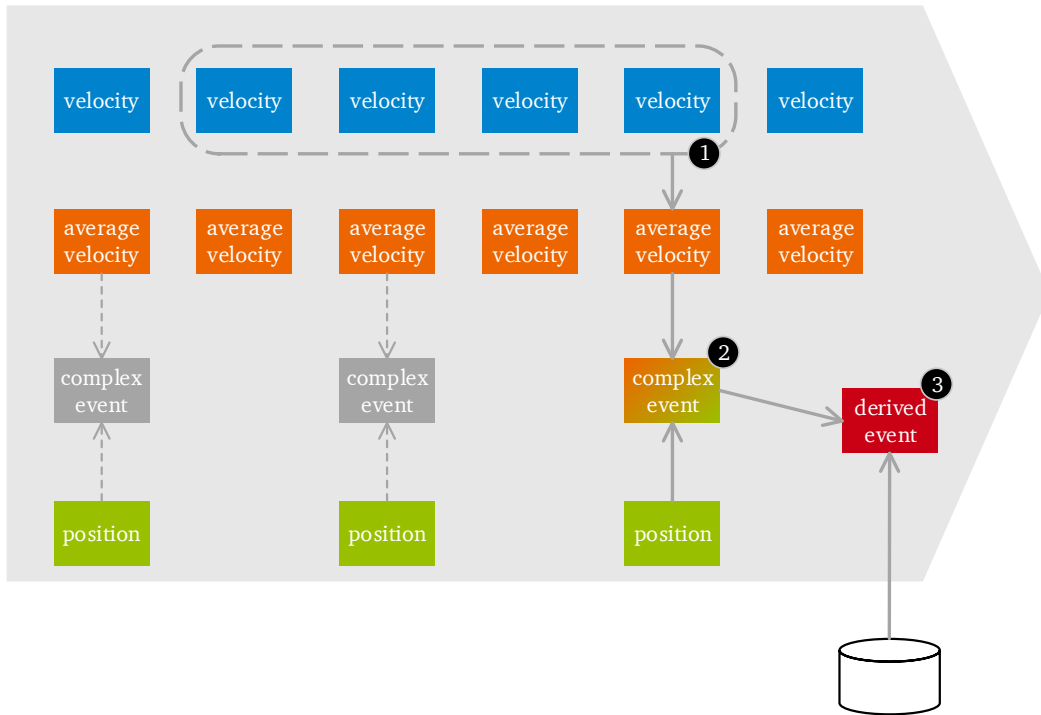 velocity
velocity
velocity
velocity
velocity
velocity
1
average
velocity
average
velocity
average
velocity
average
velocity
average
velocity
average
velocity
complex
event
complex
event
complex
event
2
derived
event
3
position
position
position